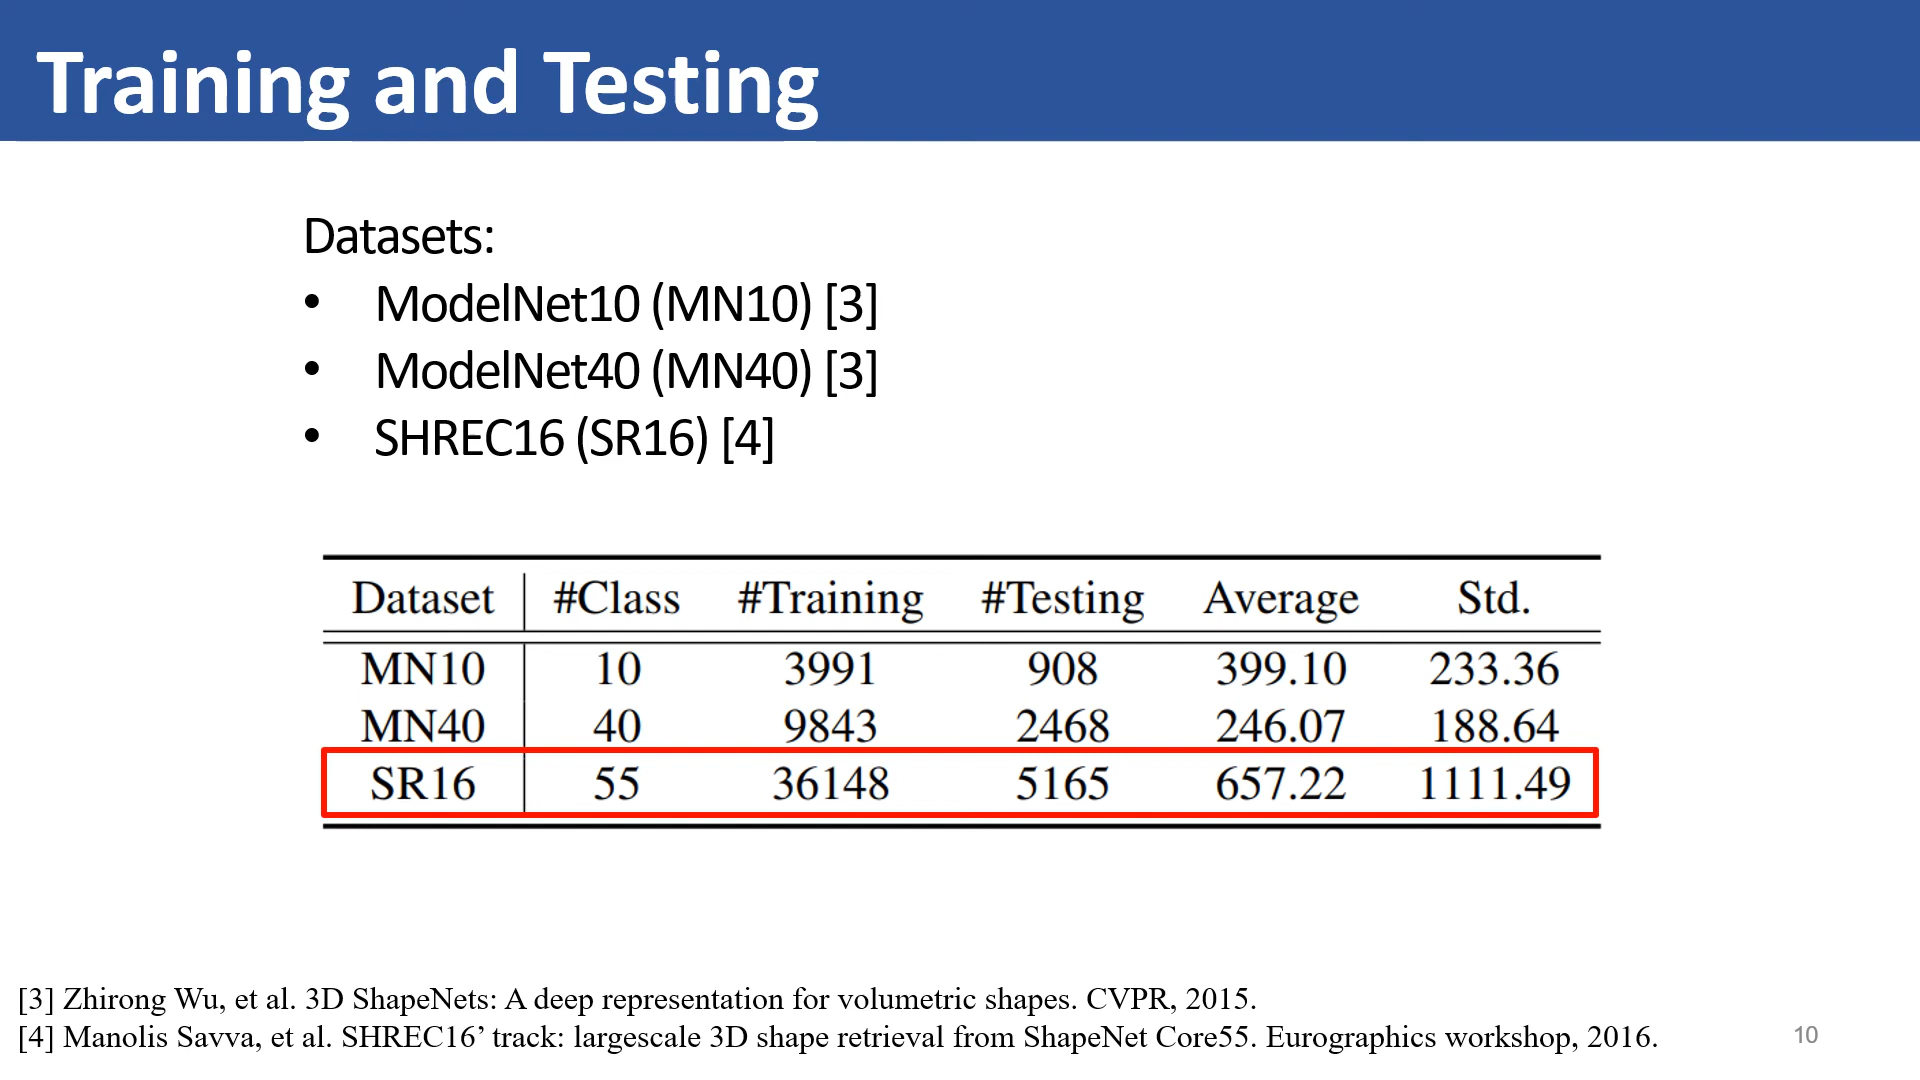 Training and Testing
Datasets:
• ModelNet10 (MN10) [3]
• ModelNet40 (MN40) [3]
• SHREC16 (SR16) [4]
Dataset #Class #Training #Testing Average Std.
MN10 10 3991 908 399.10 233.36
MN40 40 9843 2468 246.07 188.64
SR16 55 36148 5165 657.22 1111.49
[3] Zhirong Wu, et al. 3D ShapeNets: A deep representation for volumetric shapes. CVPR, 2015.
[4] Manolis Savva, et al. SHREC16’ track: largescale 3D shape retrieval from ShapeNet Core55. Eurographics workshop, 2016.
10